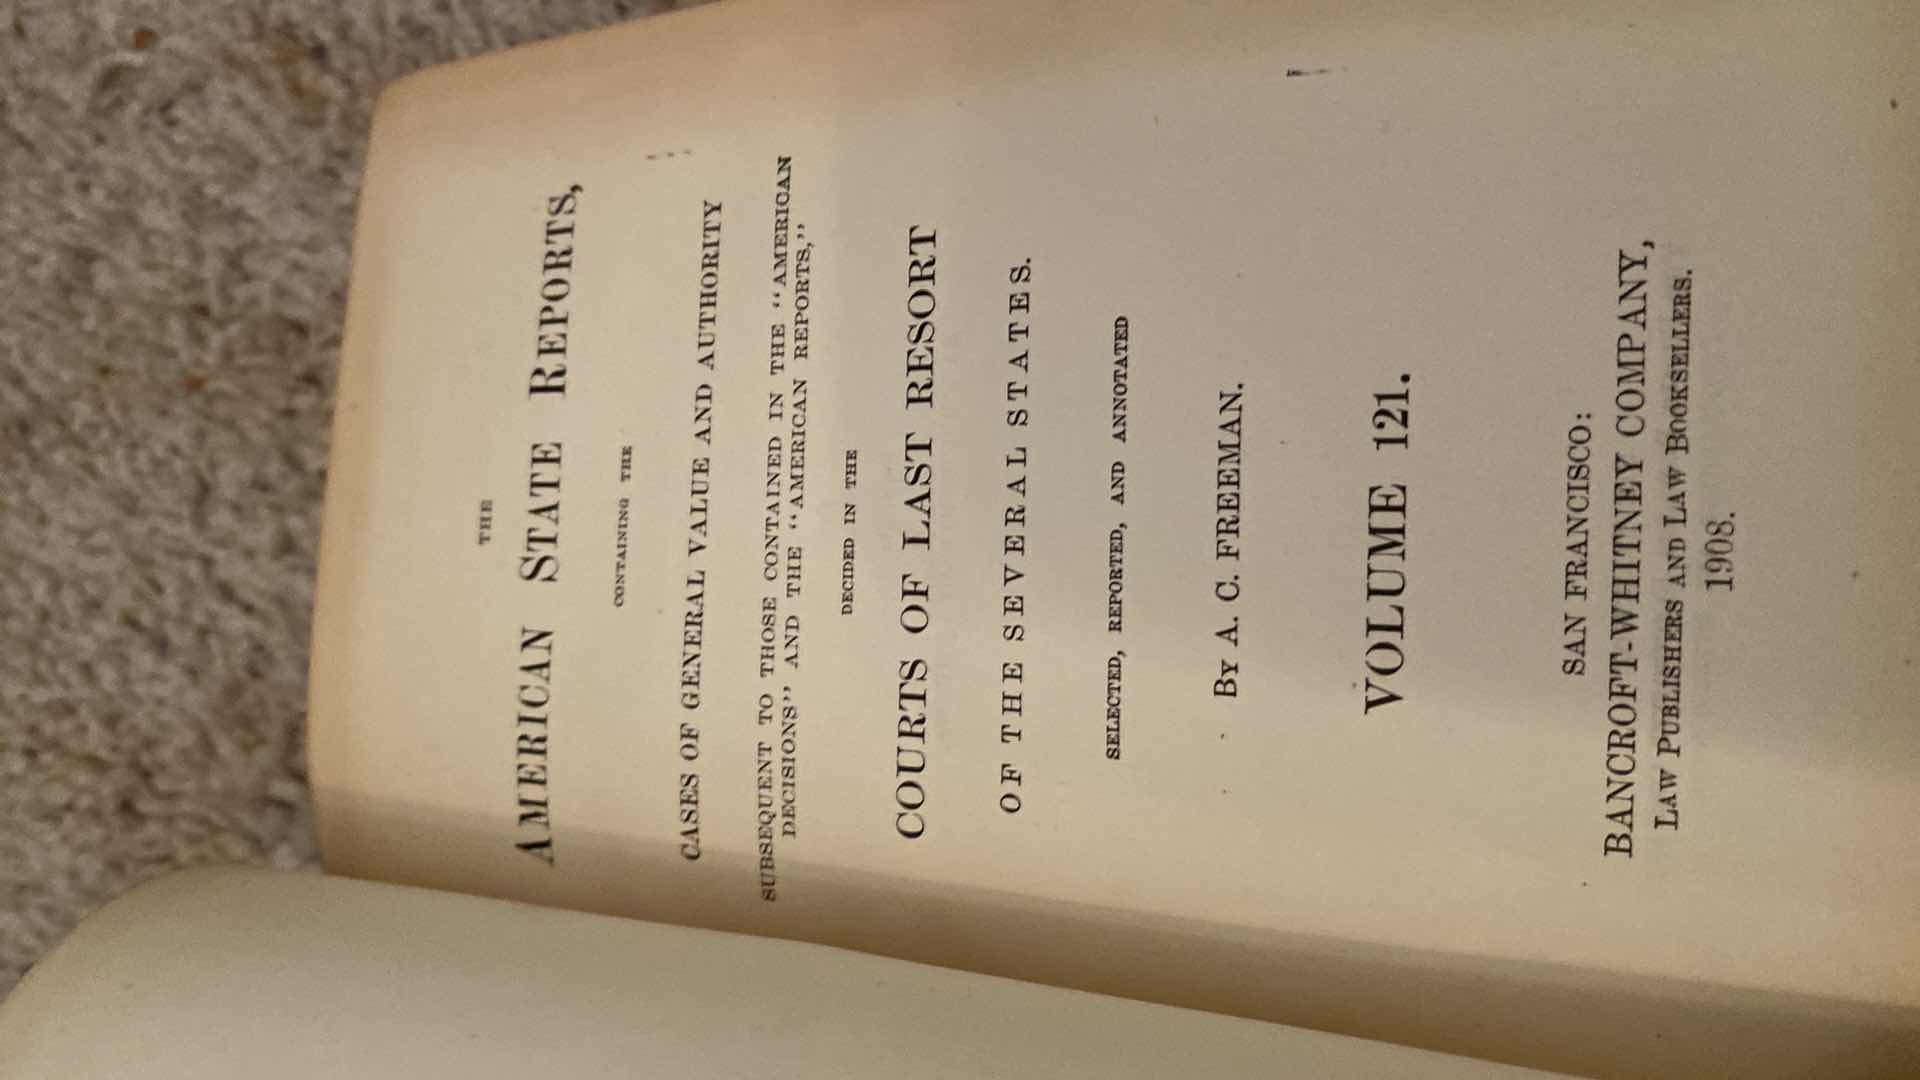 THE
AMERICAN STATE REPORTS,
CONTAINING THE
CASES OF GENERAL VALUE AND AUTHORITY
SUBSEQUENT TO THOSE CONTAINED IN THE “AMERICAN
DECISIONS” AND THE “AMERICAN REPORTS,”
DECIDED IN THE
COURTS OF LAST RESORT
OF THE SEVERAL STATES.
SELECTED, REPORTED, AND ANNOTATED
BY A. C. FREEMAN.
VOLUME 121.
SAN FRANCISCO:
BANCROFT-WHITNEY COMPANY,
LAW PUBLISHERS AND LAW BOOKSELLERS.
1908.